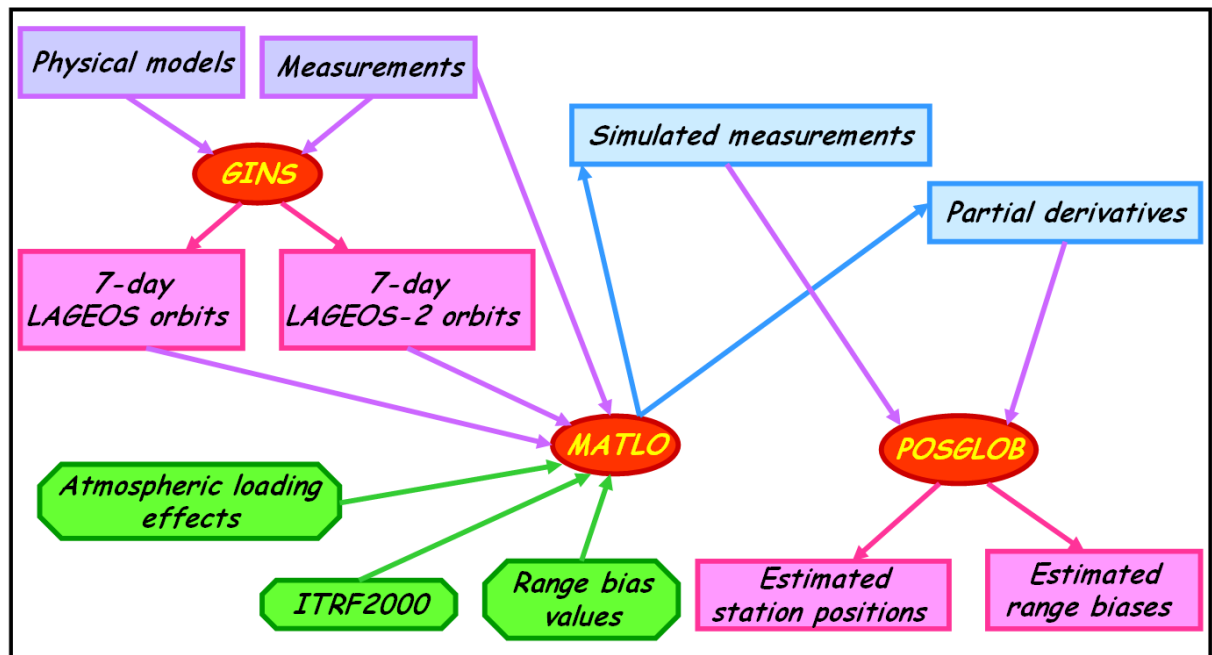 Physical models
Measurements
Simulated measurements
GINS
Partial derivatives
7-day
LAGEOS orbits
7-day
LAGEOS-2 orbits
MATLO
POSGLOB
Atmospheric loading
effects
ITRF2000
Range bias
values
Estimated
station positions
Estimated
range biases